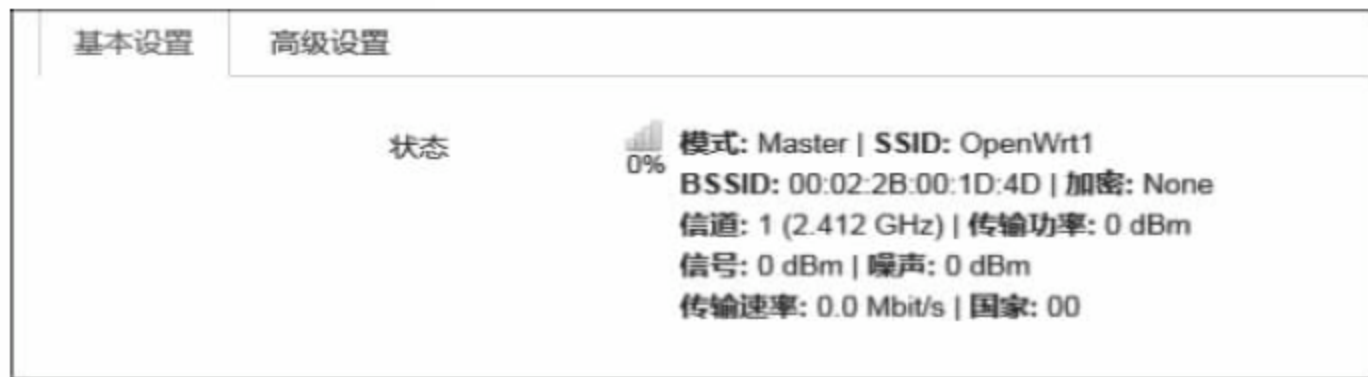 基本设置 高级设置
状态 0% 模式: Master | SSID: OpenWrt1
BSSID: 00:02:2B:00:1D:4D | 加密: None
信道: 1 (2.412 GHz) | 传输功率: 0 dBm
信号: 0 dBm | 噪声: 0 dBm
传输速率: 0.0 Mbit/s | 国家: 00